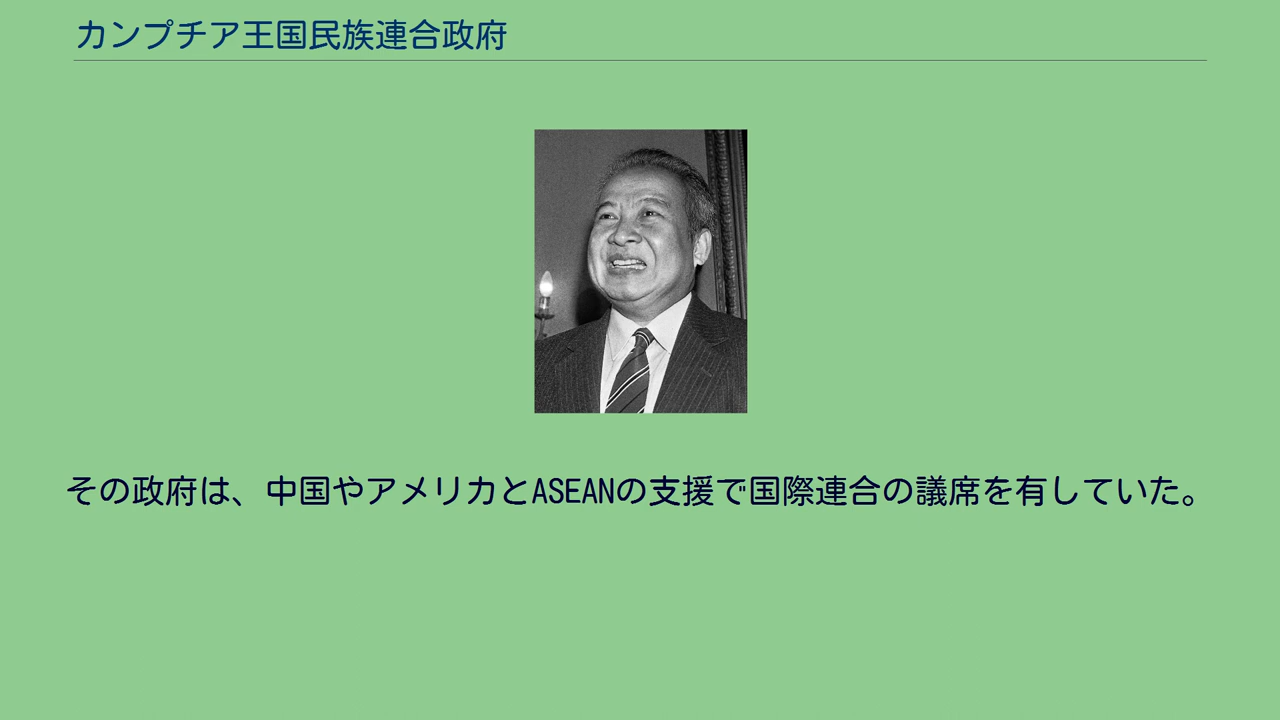 カンプチア王国民族連合政府
その政府は、中国やアメリカとASEANの支援で国際連合の議席を有していた。